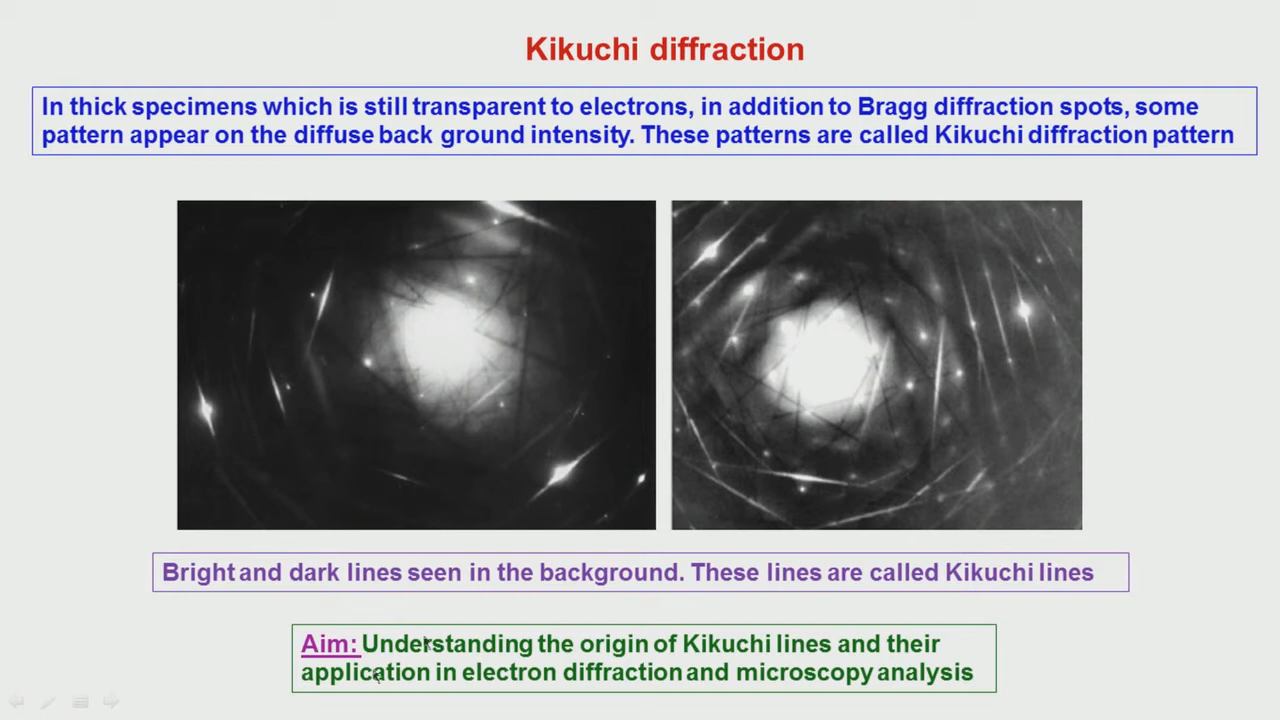 Kikuchi diffraction
In thick specimens which is still transparent to electrons, in addition to Bragg diffraction spots, some
pattern appear on the diffuse back ground intensity. These patterns are called Kikuchi diffraction pattern
Bright and dark lines seen in the background. These lines are called Kikuchi lines
Aim: Understanding the origin of Kikuchi lines and their
application in electron diffraction and microscopy analysis